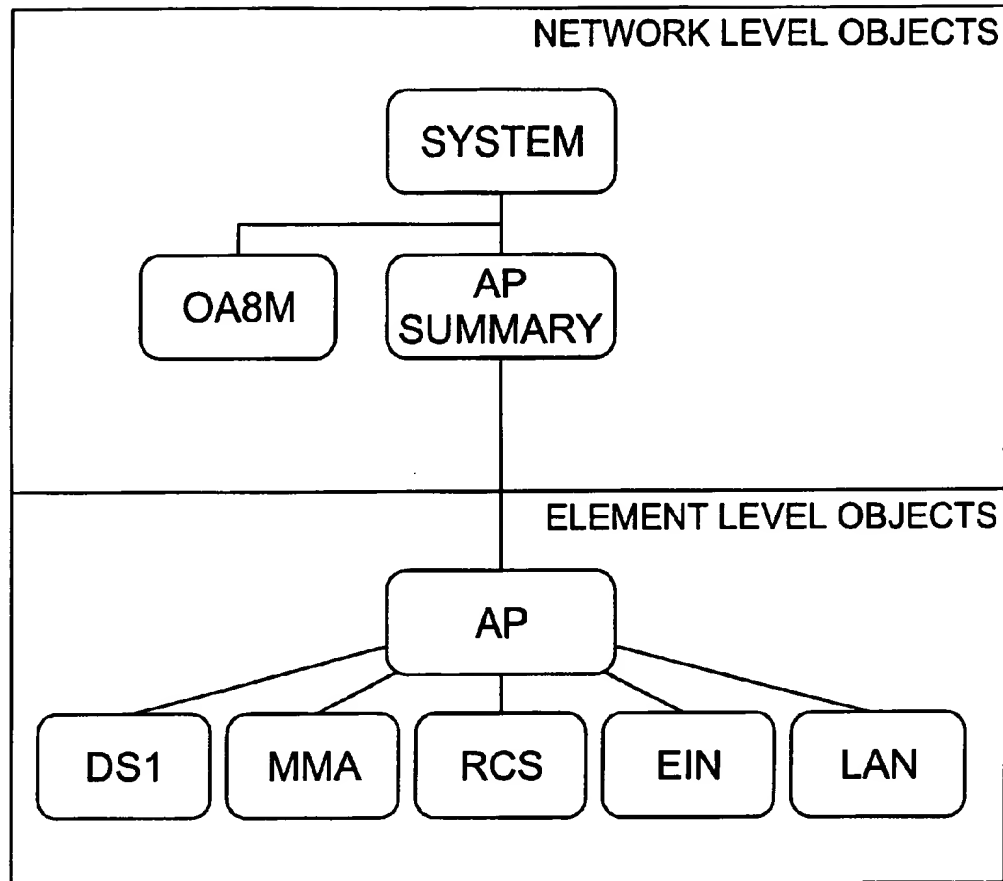 NETWORK LEVEL OBJECTS
SYSTEM
OA8M
AP
SUMMARY
ELEMENT LEVEL OBJECTS
AP
DS1
MMA
RCS
EIN
LAN